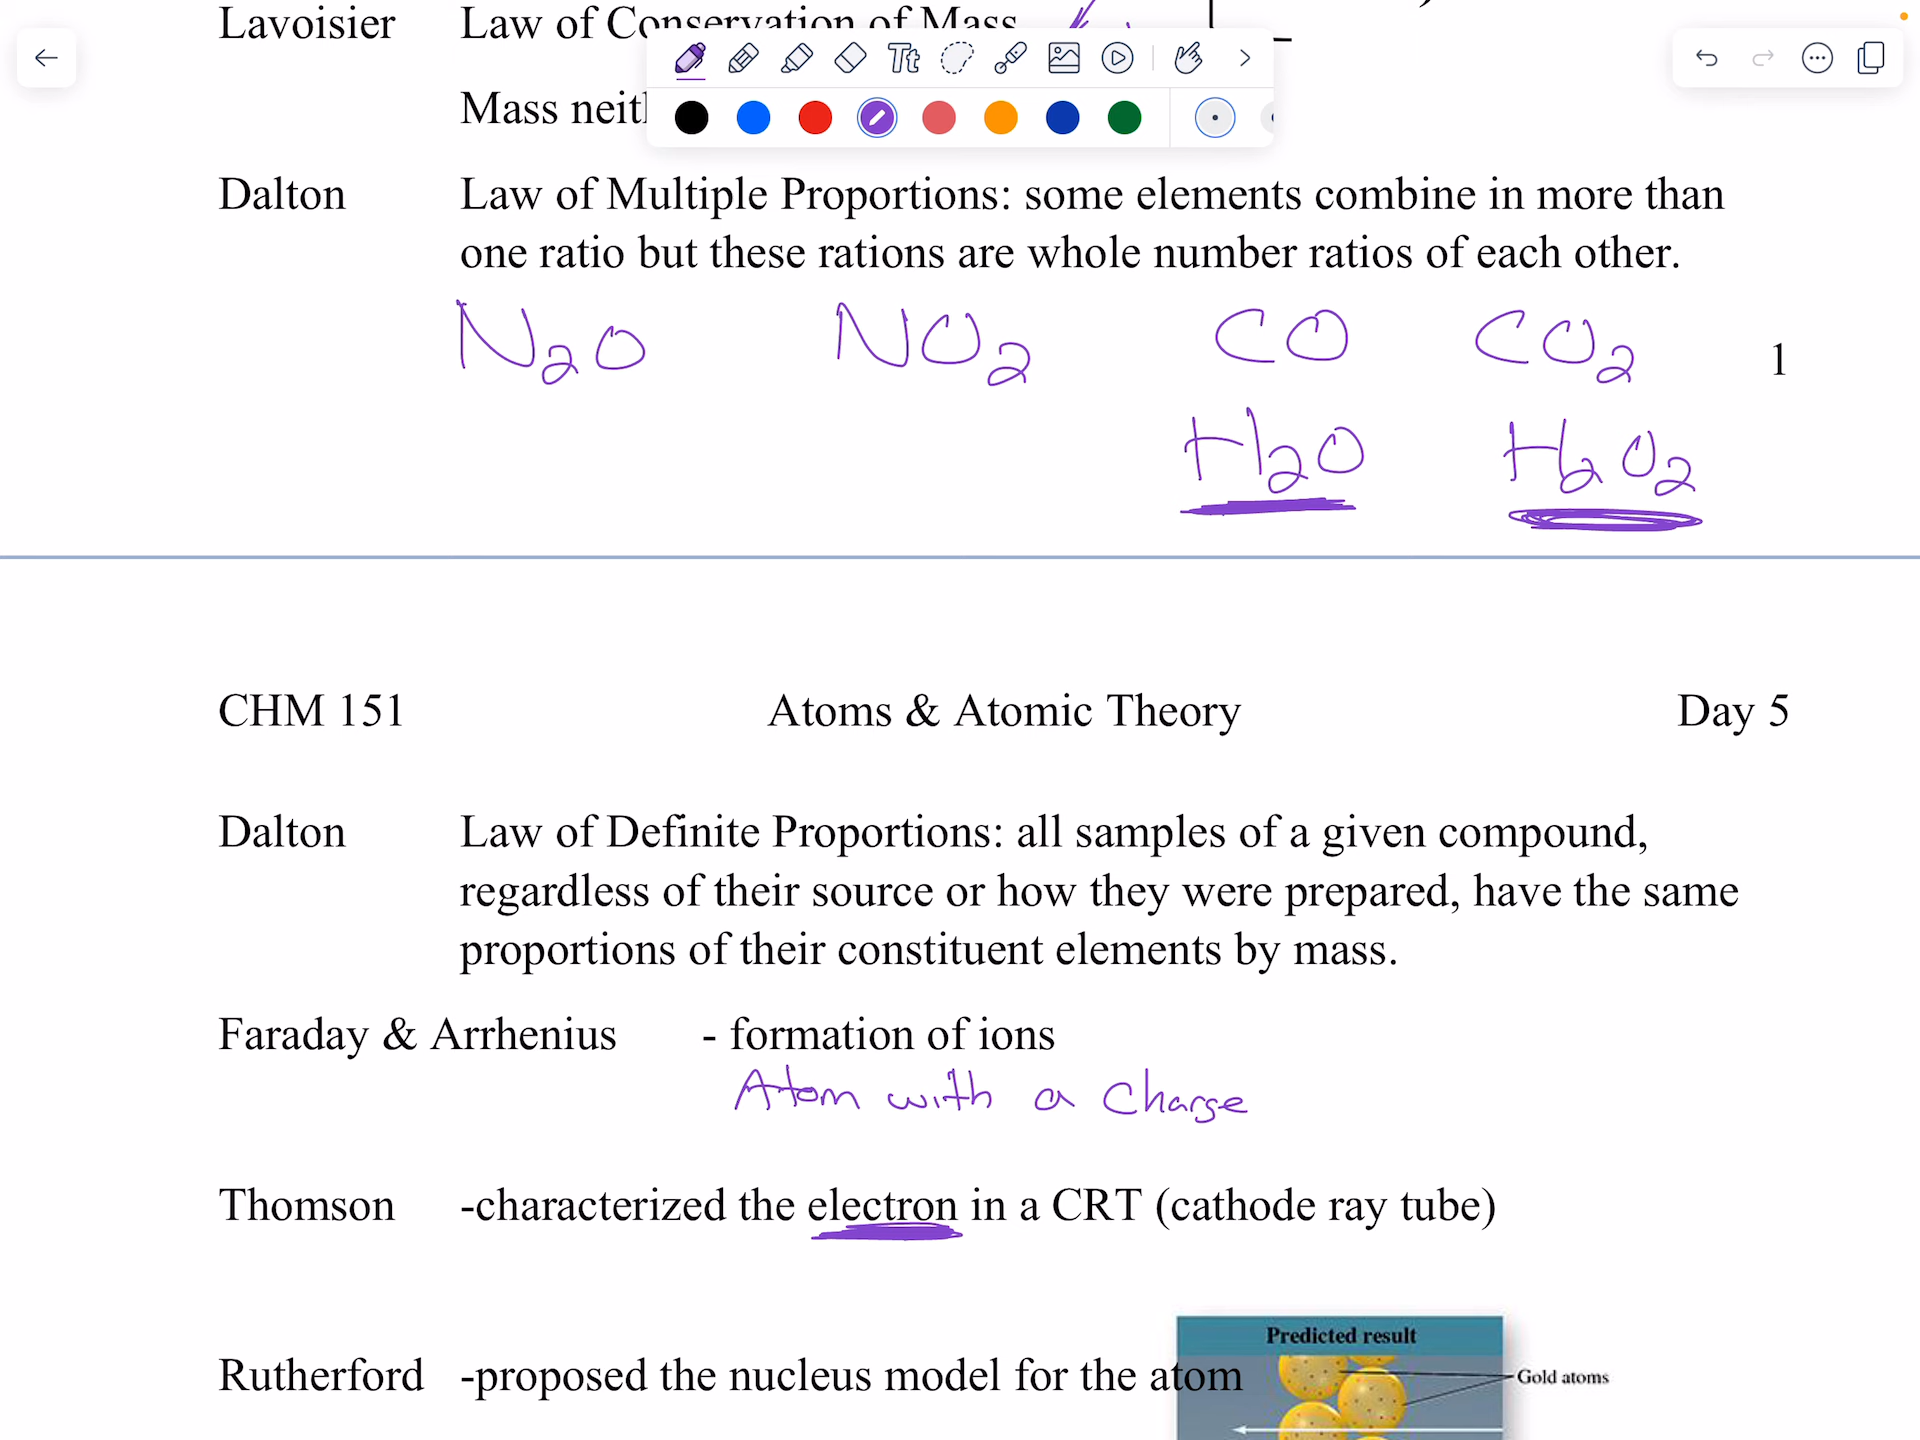 Lavoisier Law of Conservation of Mass
Tt
Mass neith
Dalton Law of Multiple Proportions: some elements combine in more than
one ratio but these rations are whole number ratios of each other.
N₂O NO₂ CO CO₂
1
H₂O H₂O₂
CHM 151 Atoms & Atomic Theory Day 5
Dalton Law of Definite Proportions: all samples of a given compound,
regardless of their source or how they were prepared, have the same
proportions of their constituent elements by mass.
Faraday & Arrhenius - formation of ions
Atom with a charge
Thomson -characterized the electron in a CRT (cathode ray tube)
Predicted result
Rutherford -proposed the nucleus model for the atom
Gold atoms